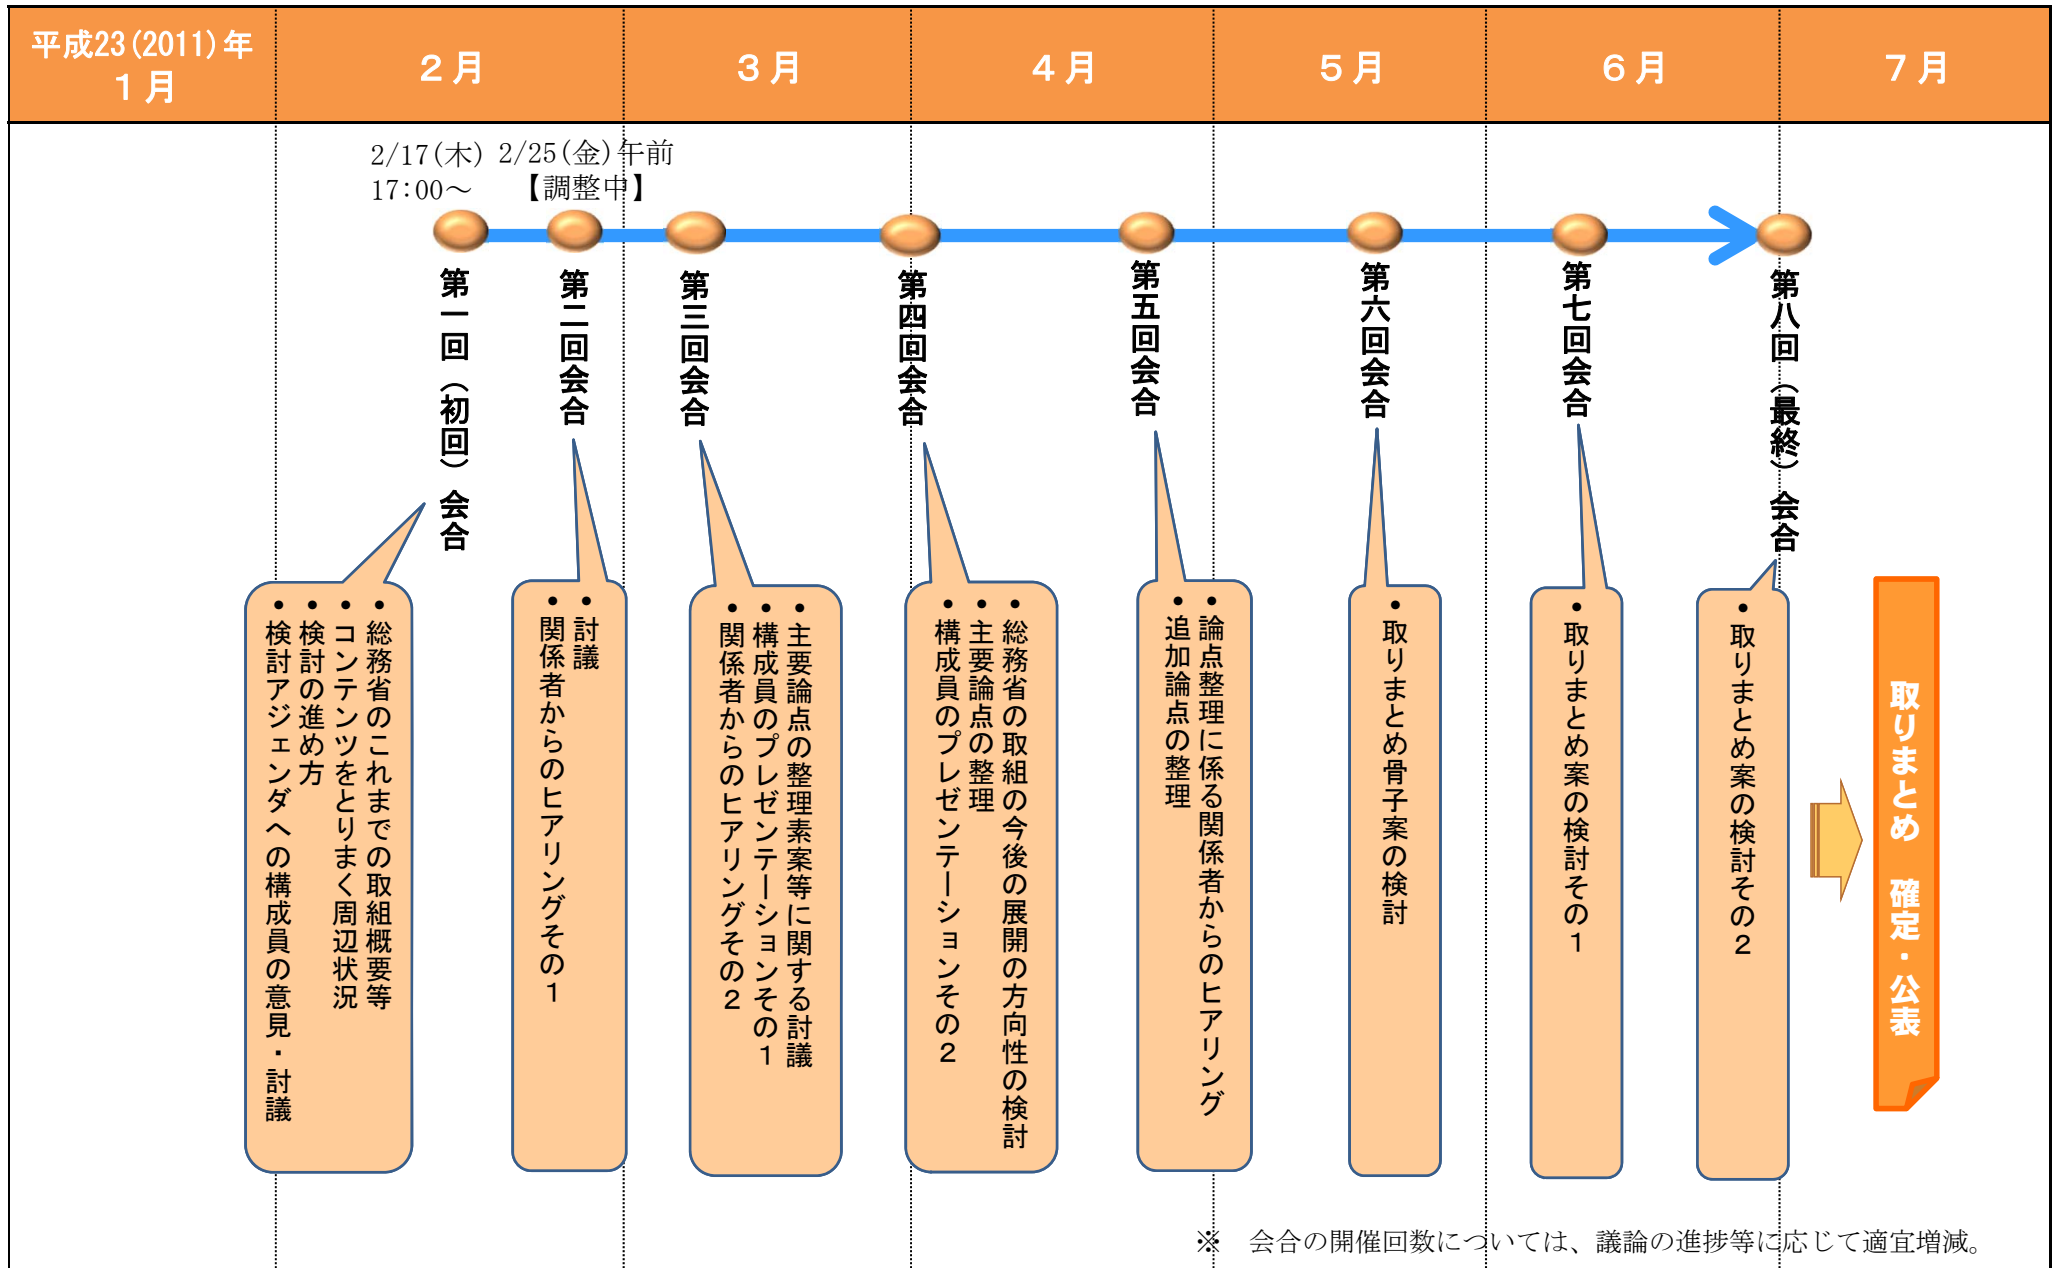 平成23(2011)年
1月
2月
3月
4月
5月
6月
7月
2/17(木)
17:00～
2/25(金)午前
【調整中】
第一回（初回）会合
第二回会合
第三回会合
第四回会合
第五回会合
第六回会合
第七回会合
第八回（最終）会合
•総務省のこれまでの取組概要等
•コンテンツをとりまく周辺状況
•検討の進め方
•検討アジェンダへの構成員の意見・討議
•討議
•関係者からのヒアリングその1
•主要論点の整理素案等に関する討議
•構成員のプレゼンテーションその1
•関係者からのヒアリングその2
•総務省の取組の今後の展開の方向性の検討
•主要論点の整理
•構成員のプレゼンテーションその2
•論点整理に係る関係者からのヒアリング
•追加論点の整理
•取りまとめ骨子案の検討
•取りまとめ案の検討その1
•取りまとめ案の検討その2
取りまとめ　確定・公表
※　会合の開催回数については、議論の進捗等に応じて適宜増減。